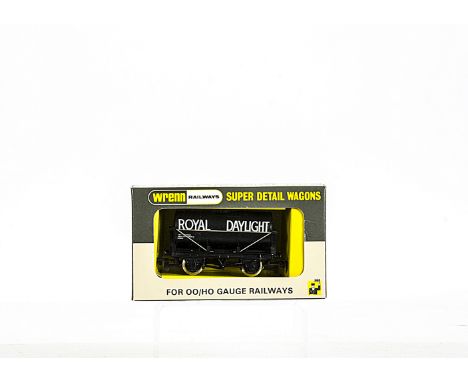 wrenn RAILWAYS SUPER DETAIL WAGONS
ROYAL DAYLIGHT
FOR OO/HO GAUGE RAILWAYS